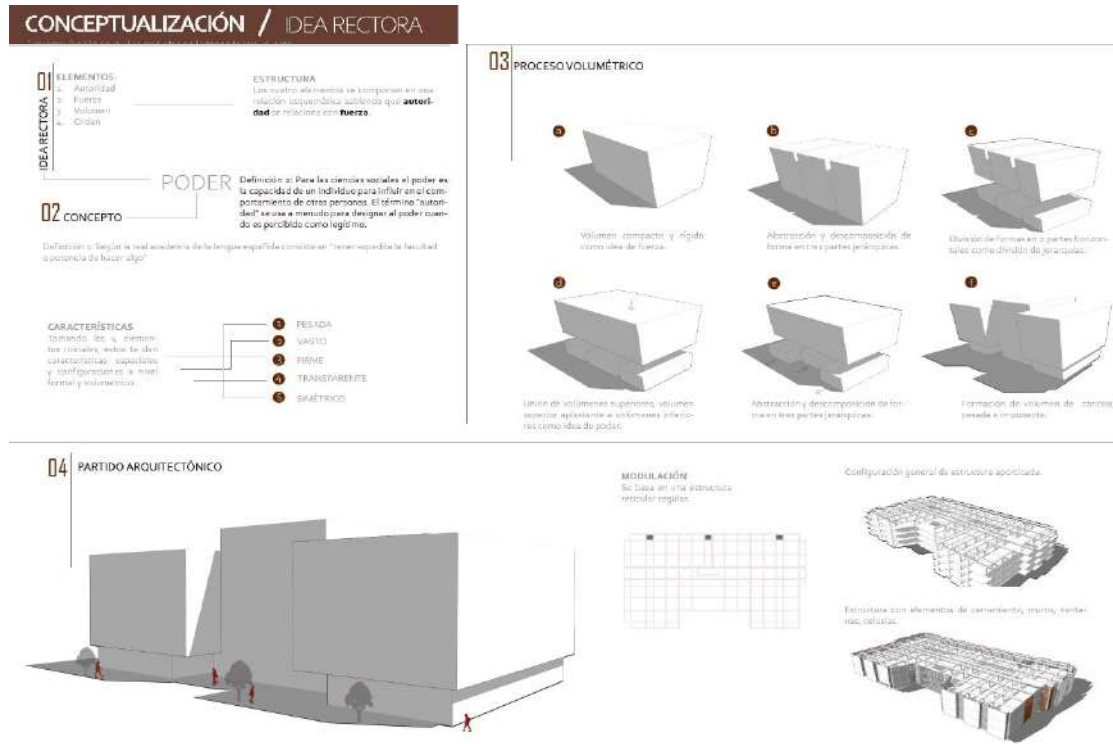 CONCEPTUALIZACIÓN / IDEA RECTORA
01
IDEA RECTORA
ELEMENTOS:
1. Autoridad
2. Fuerza
3. Volumen
4. Orden
ESTRUCTURA
Los cuatro elementos se componen en una
relación esquemática sabiendo que autori-
dad se relaciona con fuerza.
PODER
Definición 2: Para las ciencias sociales el poder es
la capacidad de un individuo para influir en el com-
portamiento de otras personas. El término "autori-
dad" se usa a menudo para designar al poder cuan-
do es percibido como legítimo.
02 CONCEPTO
Definición 1: Según la real academia de la lengua española consiste en "tener expedita la facultad
o potencia de hacer algo"
CARACTERÍSTICAS
Tomando los 4 elemen-
tos iniciales, estos te dan
características espaciales
y configuraciones a nivel
formal y volumétrico.
1 PESADA
2 VASTO
3 FIRME
4 TRANSPARENTE
5 SIMÉTRICO
03 PROCESO VOLUMÉTRICO
a
Volumen compacto y rígido
como idea de fuerza.
b
Abstracción y descomposición de
forma en tres partes jerárquicas.
c
División de formas en partes horizon-
tales como división de jerarquías.
d
Unión de volúmenes superiores, volumen
superior aplastante a volúmenes inferio-
res como idea de poder.
e
Abstracción y descomposición de for-
ma en tres partes jerárquicas.
f
Formación de volumen de
pesada e imponente.
04 PARTIDO ARQUITECTÓNICO
MODULACIÓN
Se basa en una estructura
reticular regular.
Configuración general de estructura aporticada.
Estructura con elementos de cerramiento, muros, venta-
nas, celosías.